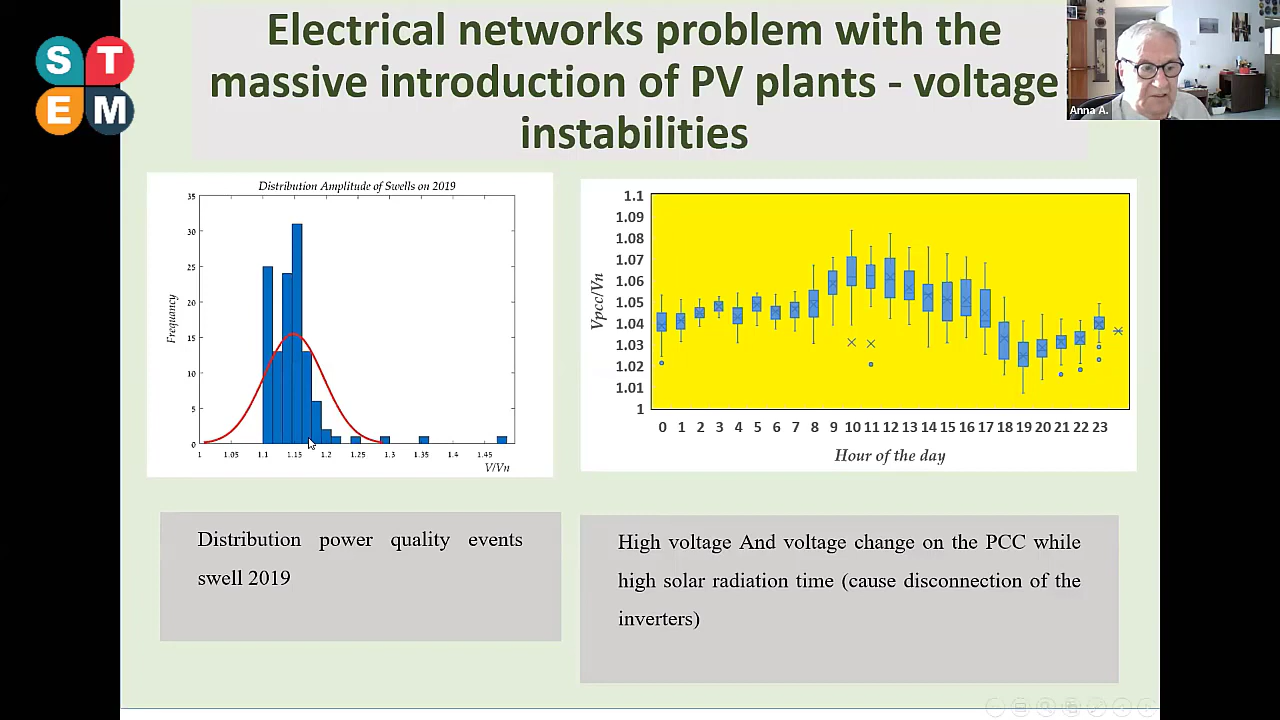 Electrical networks problem with the
massive introduction of PV plants - voltage
instabilities
S T
E M
Anna A.
Distribution Amplitude of Swells on 2019
35
30
25
20
15
10
5
0
Frequancy
1 1.05 1.1 1.15 1.2 1.25 1.3 1.35 1.4 1.45
V/Vn
1.1
1.09
1.08
1.07
1.06
1.05
1.04
1.03
1.02
1.01
1
Vpcc/Vn
0 1 2 3 4 5 6 7 8 9 10 11 12 13 14 15 16 17 18 19 20 21 22 23
Hour of the day
Distribution power quality events
swell 2019
High voltage And voltage change on the PCC while
high solar radiation time (cause disconnection of the
inverters)